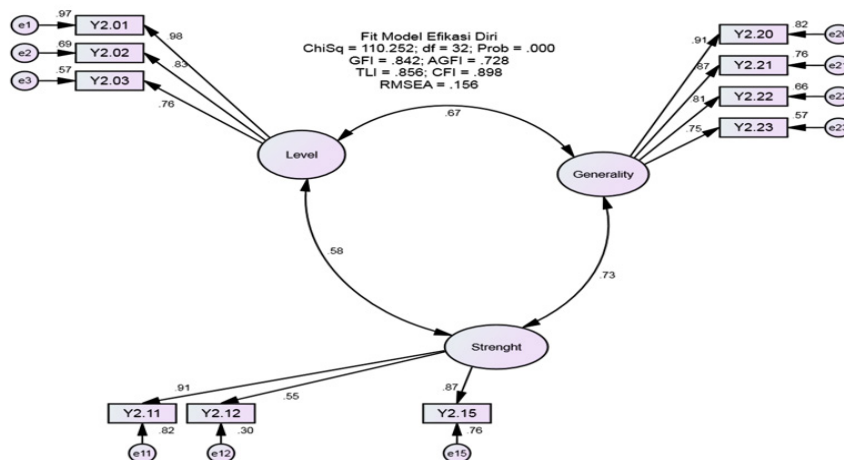 Fit Model Efikasi Diri
ChiSq = 110.252; df = 32; Prob = .000
GFI = .842; AGFI = .728
TLI = .856; CFI = .898
RMSEA = .156
e1
.97
Y2.01
.98
e2
.69
Y2.02
.83
e3
.57
Y2.03
.76
Level
.67
.91
Y2.20
.82
.87
Y2.21
.76
.81
Y2.22
.66
.75
Y2.23
.57
e23
Generality
.58
.73
Strenght
.91
.55
.87
Y2.11
Y2.12
Y2.15
.82
.30
.76
e11
e12
e15